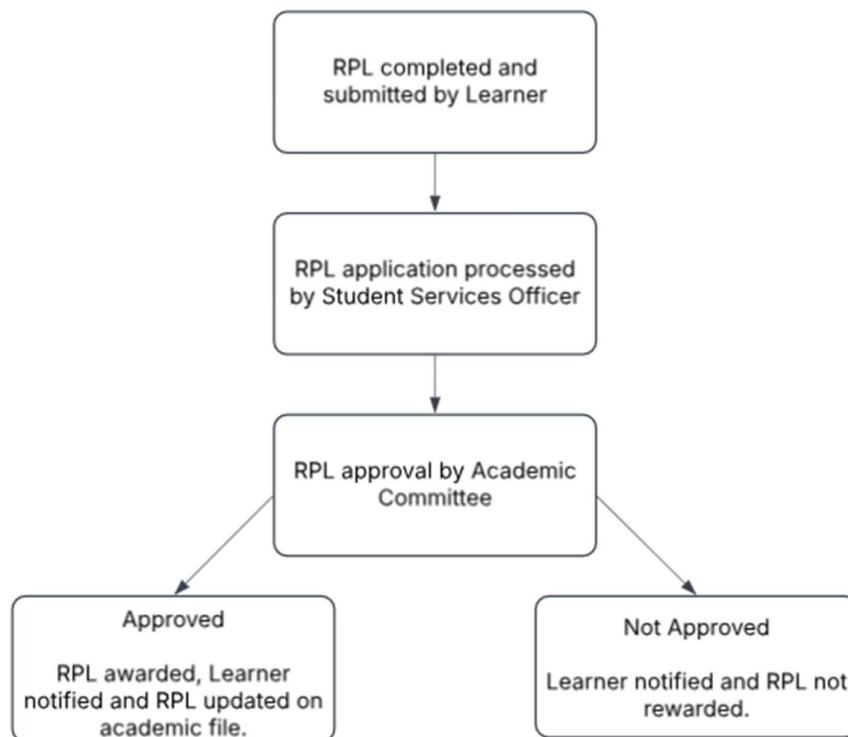 RPL completed and
submitted by Learner
RPL application processed
by Student Services Officer
RPL approval by Academic
Committee
Approved
RPL awarded, Learner
notified and RPL updated on
academic file.
Not Approved
Learner notified and RPL not
rewarded.